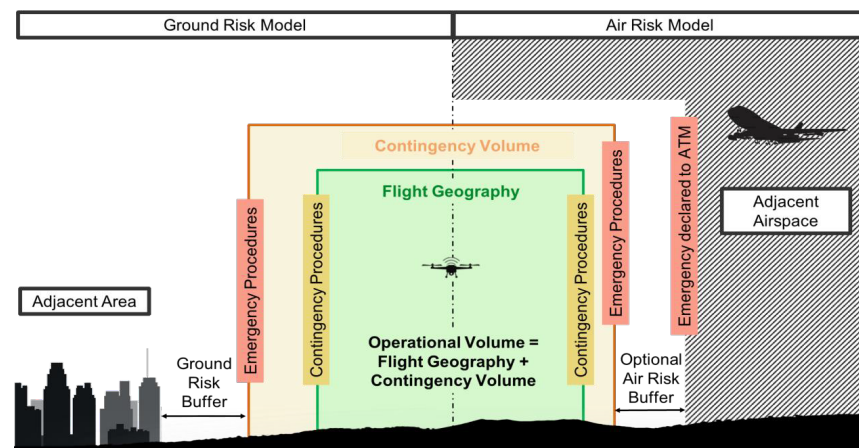 Ground Risk Model
Air Risk Model
Contingency Volume
Flight Geography
Emergency Procedures
Contingency Procedures
Contingency Procedures
Emergency Procedures
Emergency declared to ATM
Adjacent
Airspace
Adjacent Area
Operational Volume =
Flight Geography +
Contingency Volume
Ground
Risk
Buffer
Optional
Air Risk
Buffer